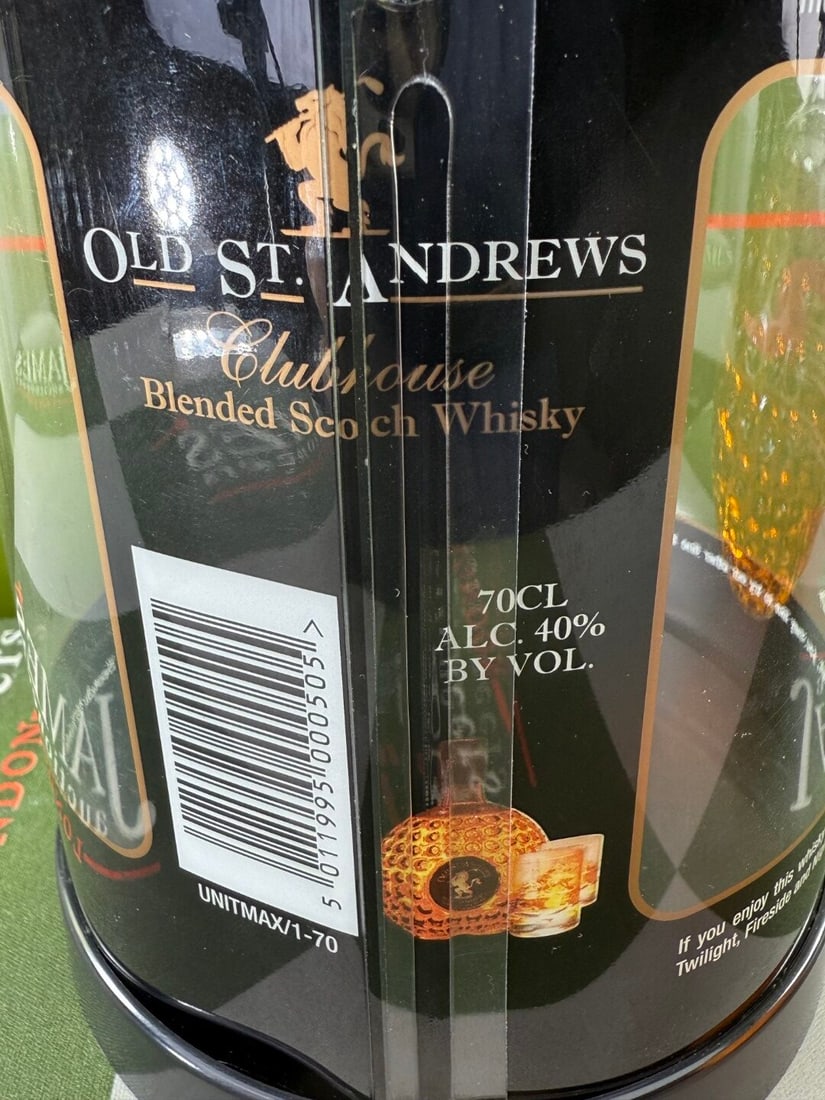 OLD ST. ANDREWS
Clubhouse
Blended Scotch Whisky
70CL
ALC. 40%
BY VOL.
5 011995 000505 >
UNITMAX/1-70
If you enjoy this whisky
Twilight, Fireside and